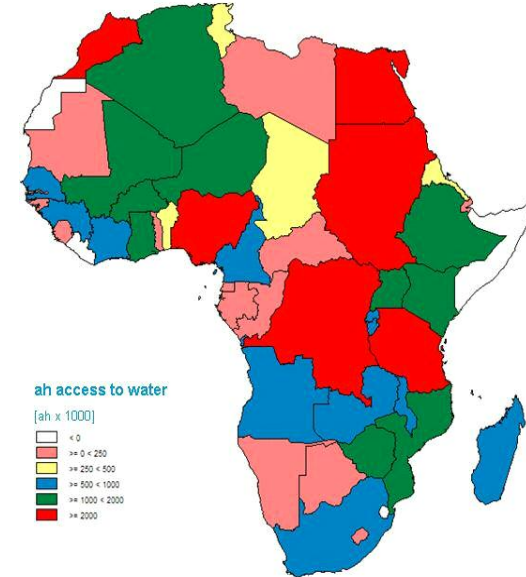 ah access to water
[ah x 1000]
< 0
>= 0 < 250
>= 250 < 500
>= 500 < 1000
>= 1000 < 2000
>= 2000